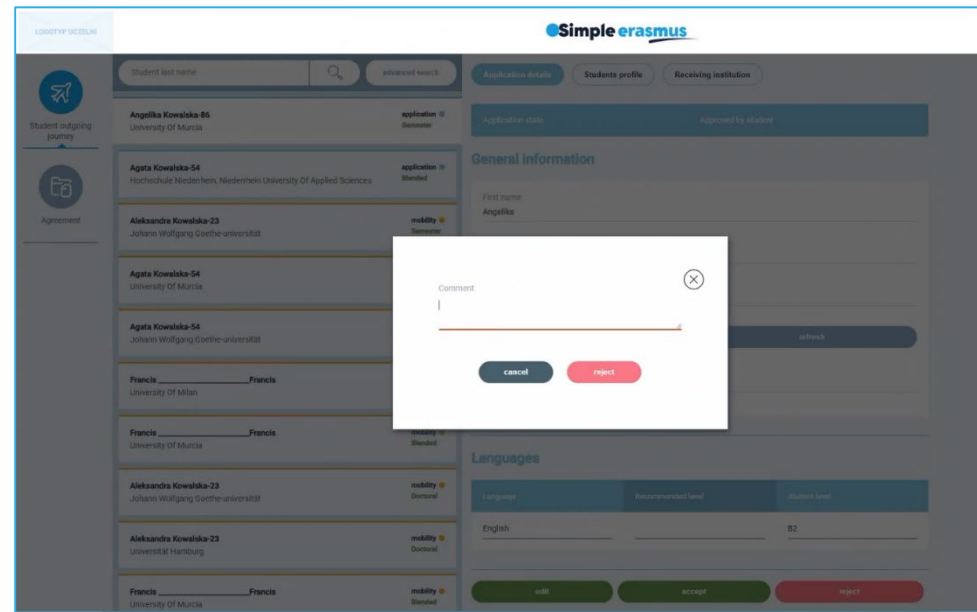 LOGOTYP UCZELNI
Simple erasmus
Student outgoing journey
Agreement
Student last name
advanced search
Angelika Kowalska-86
University Of Murcia
application
Semester
Agata Kowalska-54
Hochschule Niederrhein, Niederrhein University Of Applied Sciences
application
Blended
Aleksandra Kowalska-23
Johann Wolfgang Goethe-universität
mobility
Semester
Agata Kowalska-54
University Of Murcia
Agata Kowalska-54
Johann Wolfgang Goethe-universität
Francis ______________________Francis
University Of Milan
Francis ______________________Francis
University Of Murcia
mobility
Blended
Aleksandra Kowalska-23
Johann Wolfgang Goethe-universität
mobility
Doctoral
Aleksandra Kowalska-23
Universität Hamburg
mobility
Doctoral
Francis ______________________Francis
University Of Murcia
mobility
Blended
Application details
Students profile
Receiving institution
Application state
Approved by student
General information
First name
Angelika
refresh
Comment
cancel
reject
Languages
Language
Recommended level
Student level
English
B2
edit
accept
reject